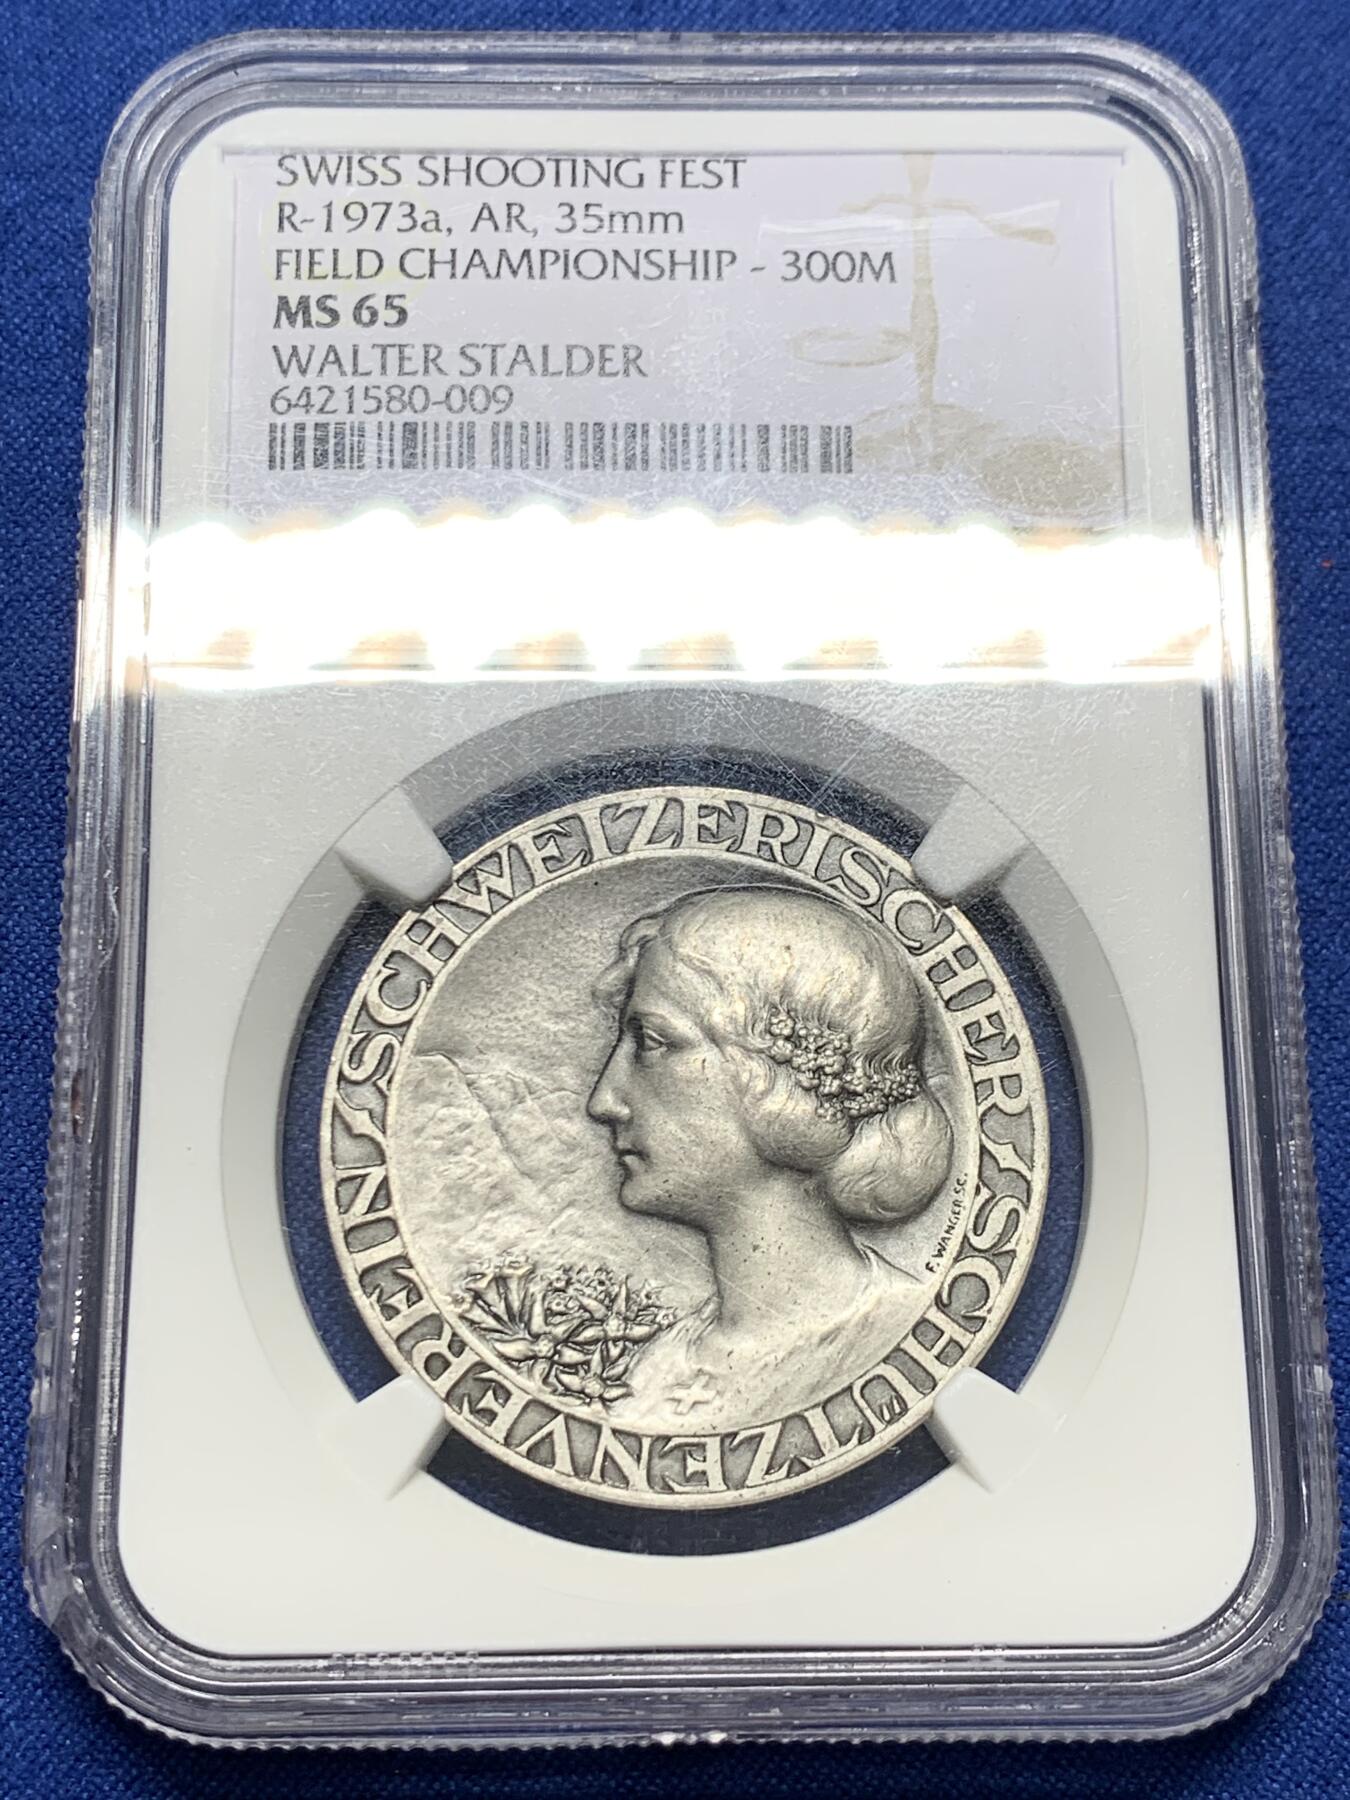 SWISS SHOOTING FEST
R-1973a, AR, 35mm
FIELD CHAMPIONSHIP - 300M
MS 65
WALTER STALDER
6421580-009
SCHWEIZERISCHER SCHÜTZENVEREIN
F. WANGER SC.